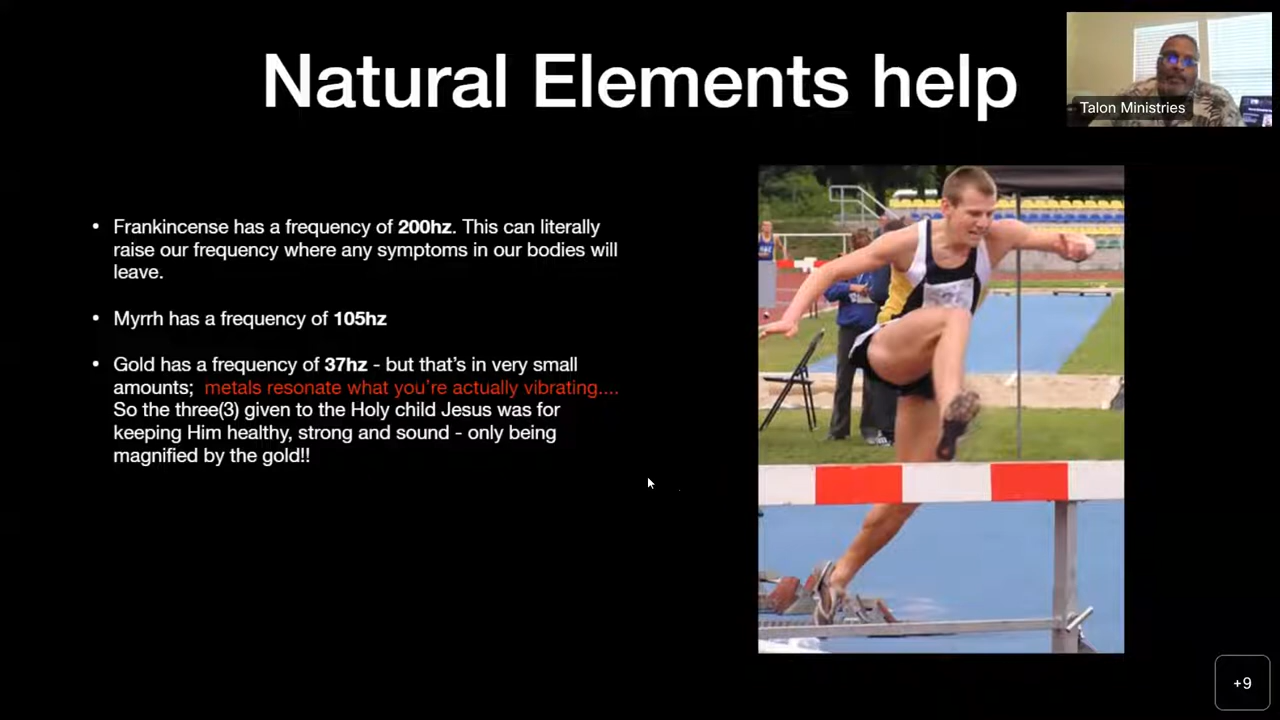 Natural Elements help
Talon Ministries
• Frankincense has a frequency of 200hz. This can literally
raise our frequency where any symptoms in our bodies will
leave.
• Myrrh has a frequency of 105hz
• Gold has a frequency of 37hz - but that’s in very small
amounts; metals resonate what you’re actually vibrating....
So the three(3) given to the Holy child Jesus was for
keeping Him healthy, strong and sound - only being
magnified by the gold!!
+9